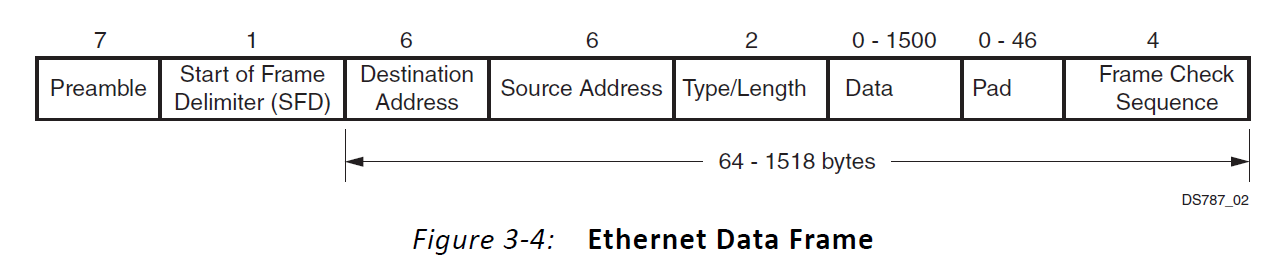 7 1 6 6 2 0 - 1500 0 - 46 4
Preamble
Start of Frame
Delimiter (SFD)
Destination
Address
Source Address
Type/Length
Data
Pad
Frame Check
Sequence
64 - 1518 bytes
DS787_02
Figure 3-4: Ethernet Data Frame